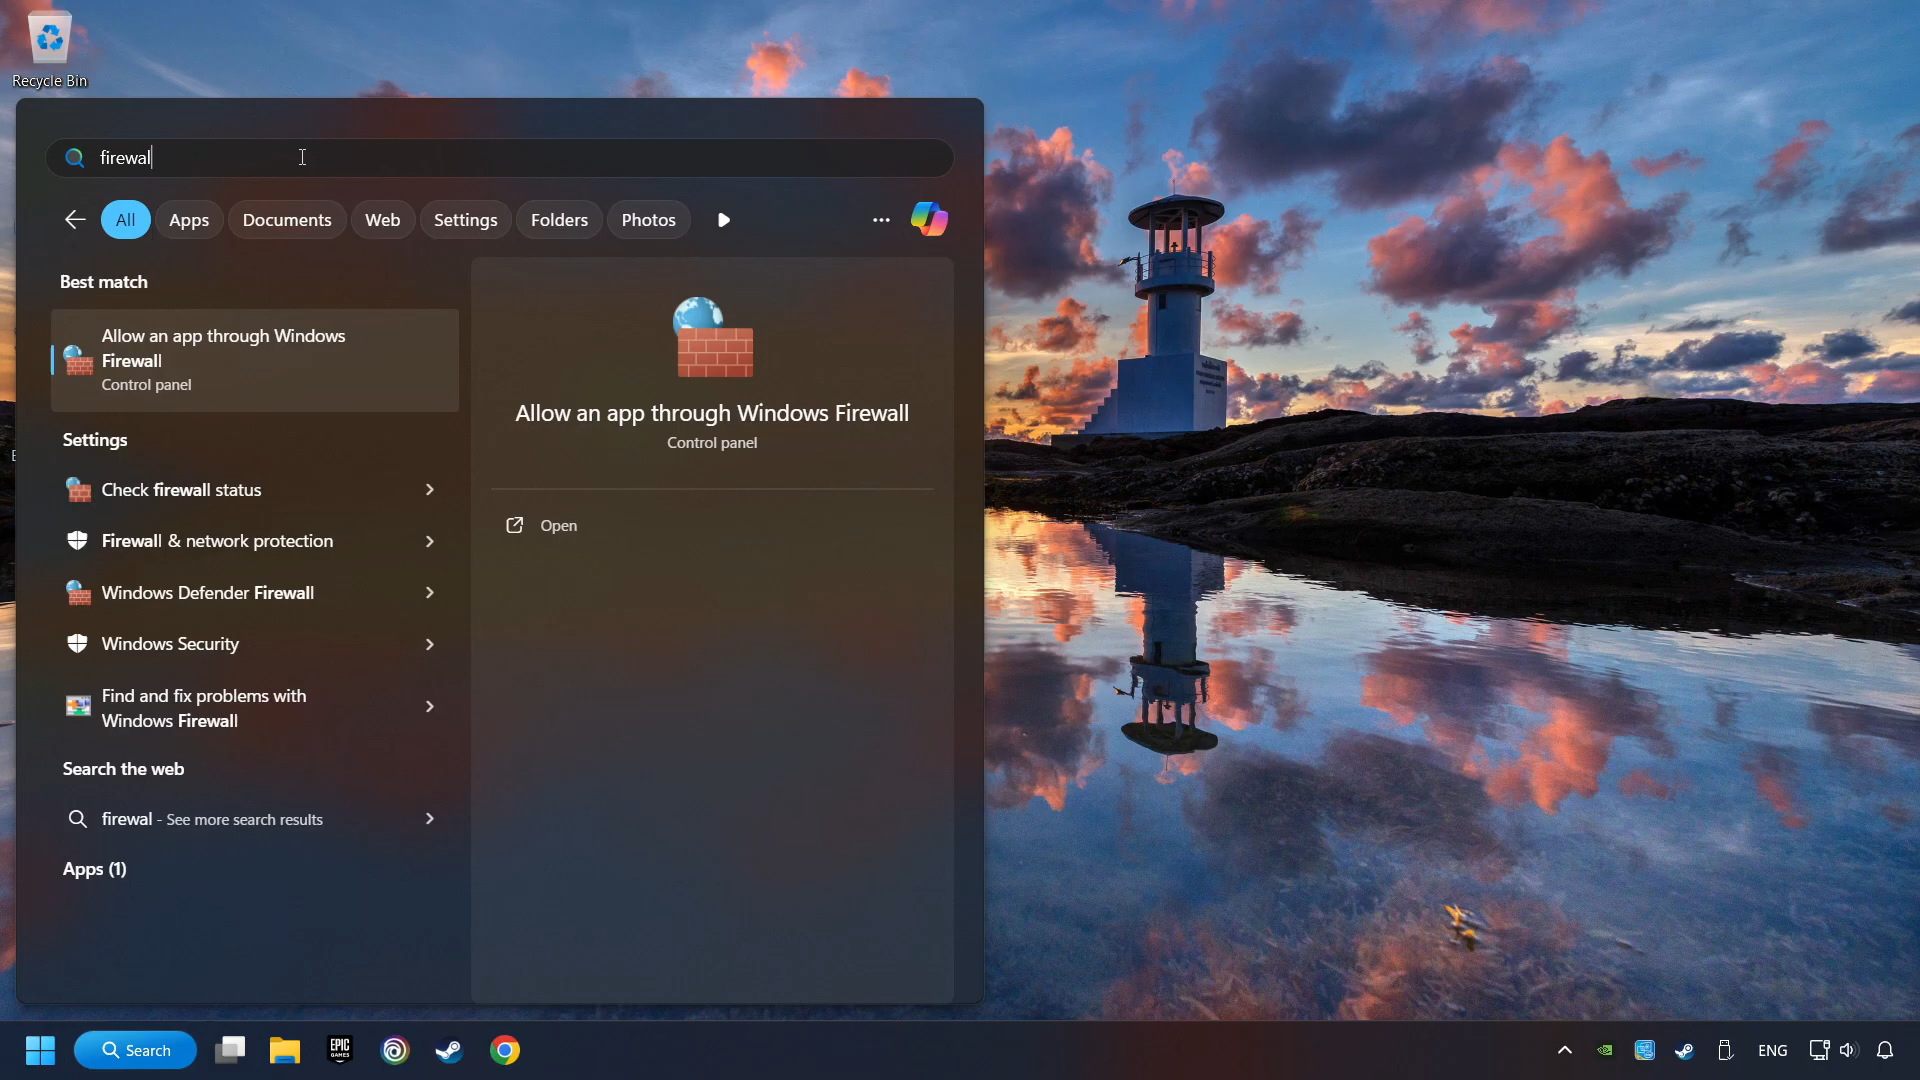 Recycle Bin
firewal
All
Apps
Documents
Web
Settings
Folders
Photos
Best match
Allow an app through Windows
Firewall
Control panel
Settings
Check firewall status
Firewall & network protection
Windows Defender Firewall
Windows Security
Find and fix problems with
Windows Firewall
Search the web
firewal - See more search results
Apps (1)
Allow an app through Windows Firewall
Control panel
Open
Search
EPIC
GAMES
ENG